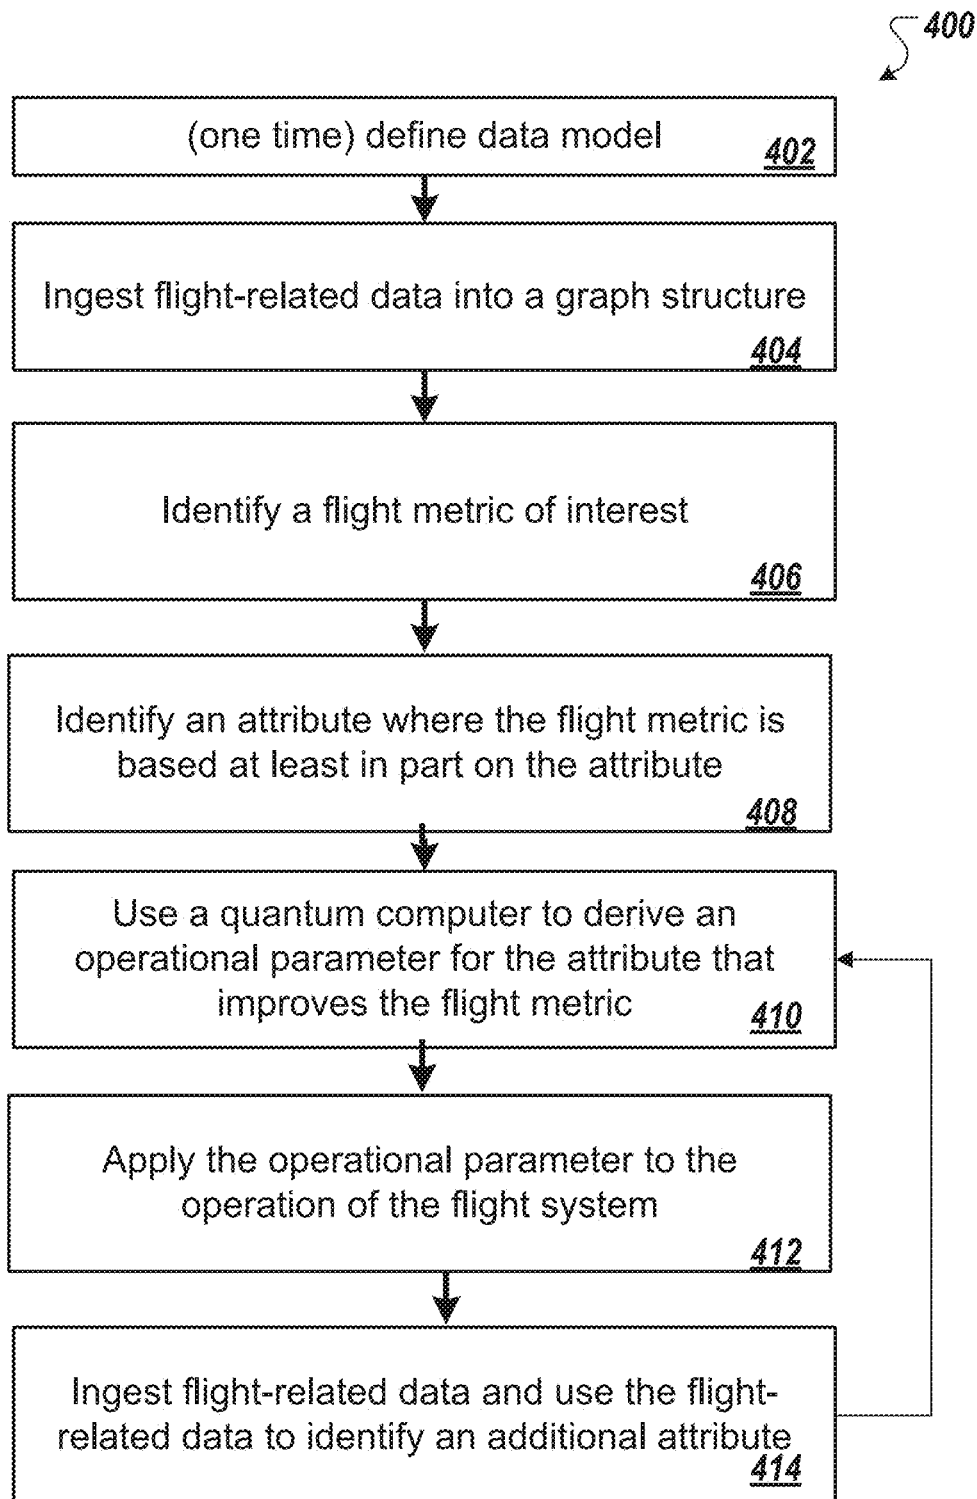 400
(one time) define data model
402
Ingest flight-related data into a graph structure
404
Identify a flight metric of interest
406
Identify an attribute where the flight metric is
based at least in part on the attribute
408
Use a quantum computer to derive an
operational parameter for the attribute that
improves the flight metric
410
Apply the operational parameter to the
operation of the flight system
412
Ingest flight-related data and use the flight-
related data to identify an additional attribute
414